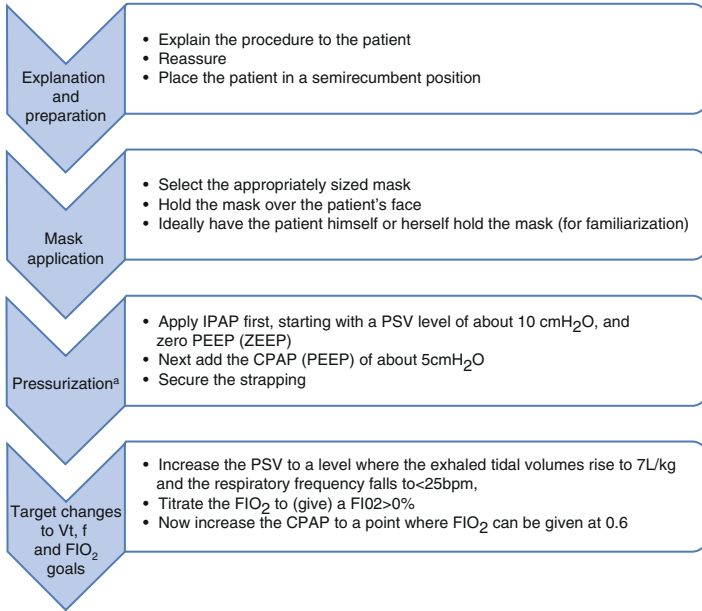 Explanation
and
preparation
• Explain the procedure to the patient
• Reassure
• Place the patient in a semirecumbent position
Mask
application
• Select the appropriately sized mask
• Hold the mask over the patient's face
• Ideally have the patient himself or herself hold the mask (for familiarization)
Pressurizationᵃ
• Apply IPAP first, starting with a PSV level of about 10 cmH₂O, and
zero PEEP (ZEEP)
• Next add the CPAP (PEEP) of about 5cmH₂O
• Secure the strapping
Target changes
to Vt, f
and FIO₂
goals
• Increase the PSV to a level where the exhaled tidal volumes rise to 7L/kg
and the respiratory frequency falls to<25bpm,
• Titrate the FIO₂ to (give) a FI02>0%
• Now increase the CPAP to a point where FIO₂ can be given at 0.6